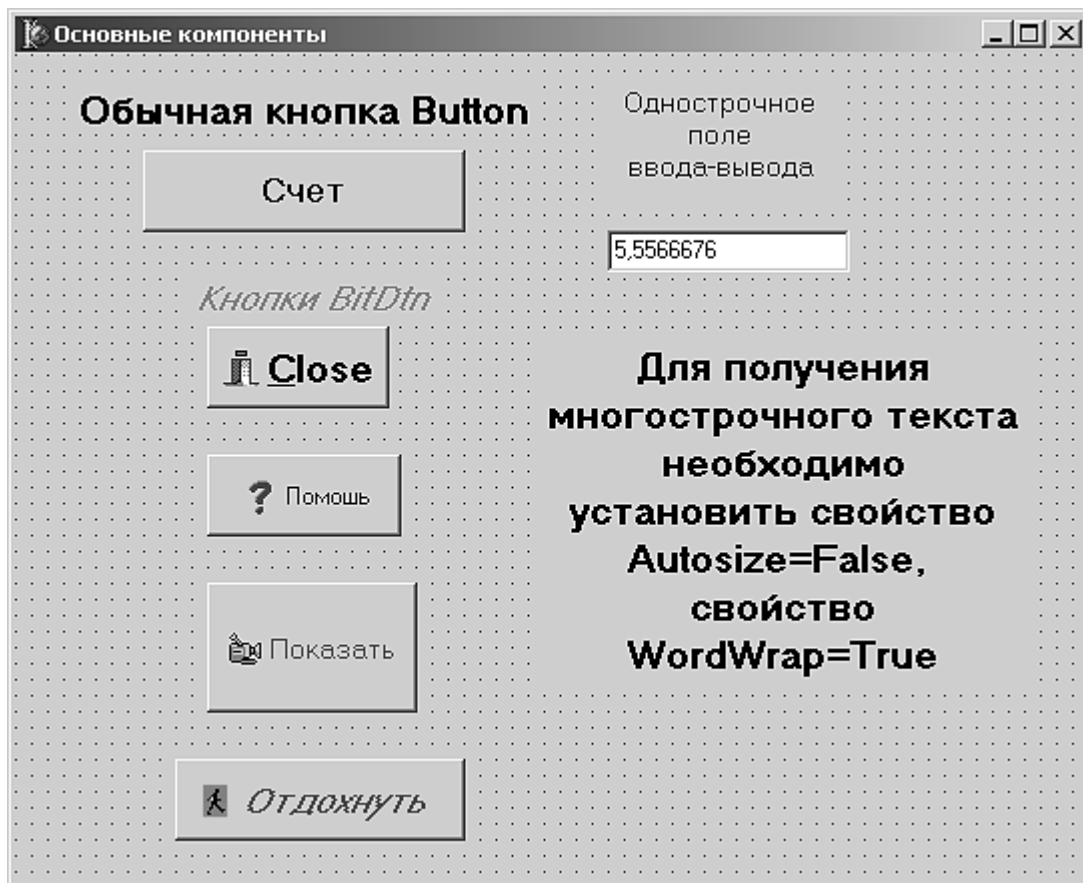 Основные компоненты
Обычная кнопка Button
Счет
Кнопки BitDtn
Close
Помошь
Показать
Отдохнуть
Однострочное
поле
ввода-вывода
5,5566676
Для получения
многострочного текста
необходимо
установить свойство
Autosize=False,
свойство
WordWrap=True